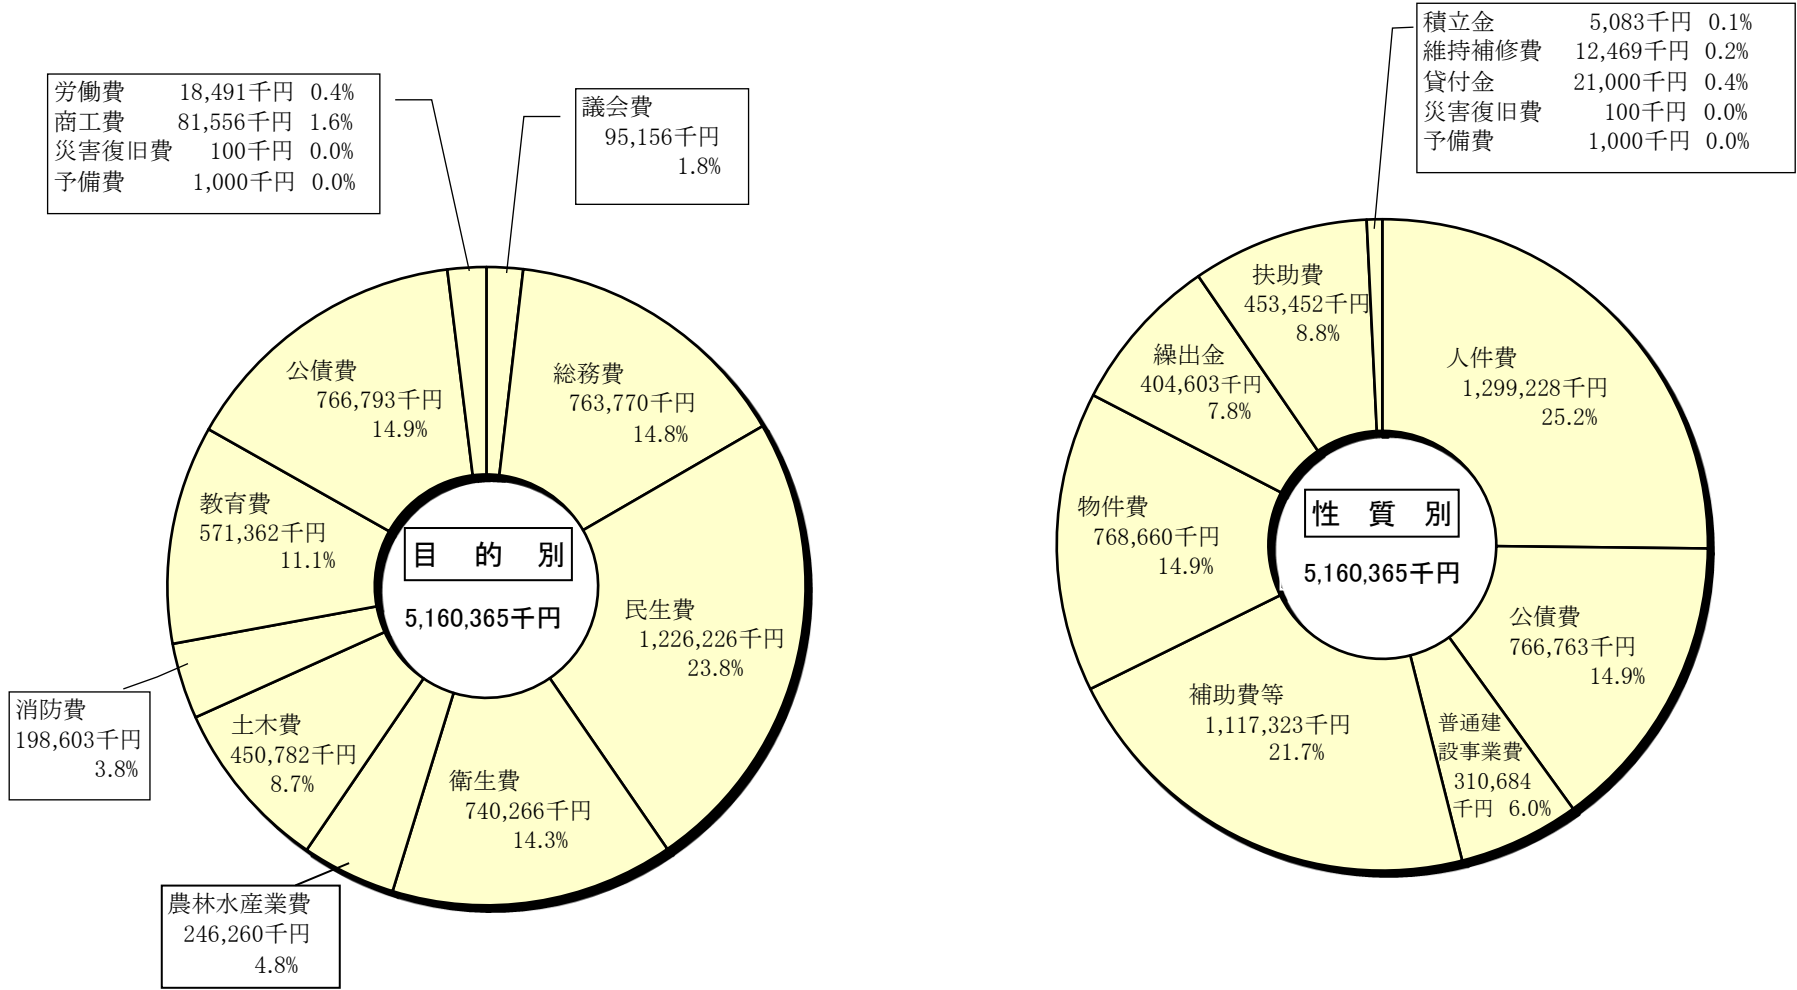 労働費 18,491千円 0.4%
商工費 81,556千円 1.6%
災害復旧費 100千円 0.0%
予備費 1,000千円 0.0%
議会費
95,156千円
1.8%
総務費
763,770千円
14.8%
民生費
1,226,226千円
23.8%
衛生費
740,266千円
14.3%
農林水産業費
246,260千円
4.8%
土木費
450,782千円
8.7%
消防費
198,603千円
3.8%
教育費
571,362千円
11.1%
公債費
766,793千円
14.9%
目 的 別
5,160,365千円
積立金 5,083千円 0.1%
維持補修費 12,469千円 0.2%
貸付金 21,000千円 0.4%
災害復旧費 100千円 0.0%
予備費 1,000千円 0.0%
人件費
1,299,228千円
25.2%
公債費
766,763千円
14.9%
普通建
設事業費
310,684
千円 6.0%
補助費等
1,117,323千円
21.7%
物件費
768,660千円
14.9%
繰出金
404,603千円
7.8%
扶助費
453,452千円
8.8%
性 質 別
5,160,365千円